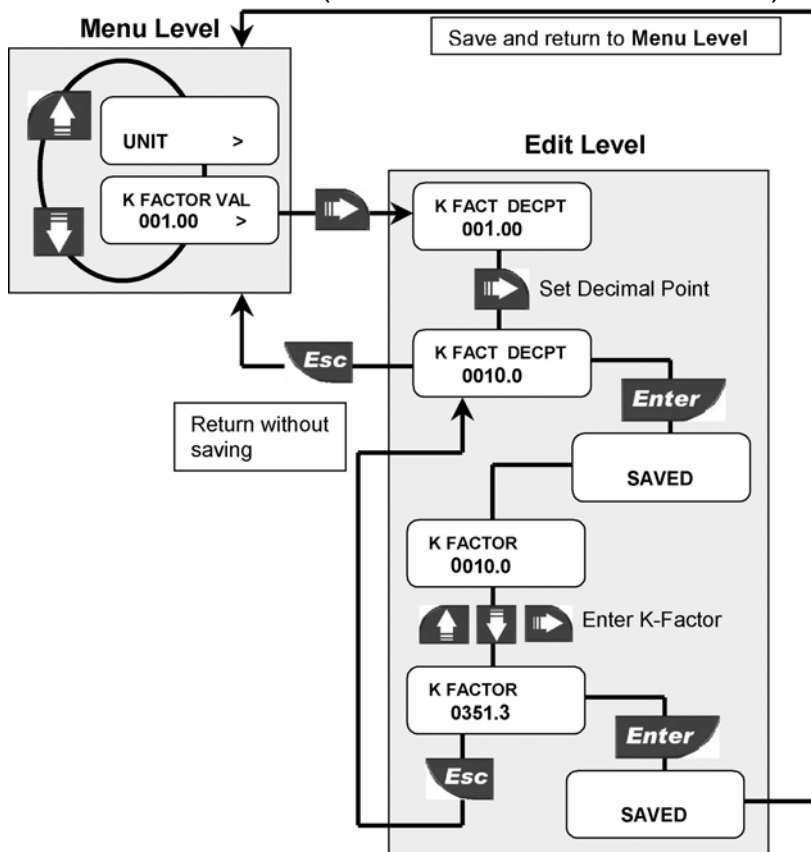 Menu Level
Save and return to Menu Level
UNIT >
K FACTOR VAL
001.00 >
Edit Level
K FACT DECPT
001.00
Set Decimal Point
Esc
K FACT DECPT
0010.0
Enter
Return without
saving
SAVED
K FACTOR
0010.0
Enter K-Factor
K FACTOR
0351.3
Enter
Esc
SAVED